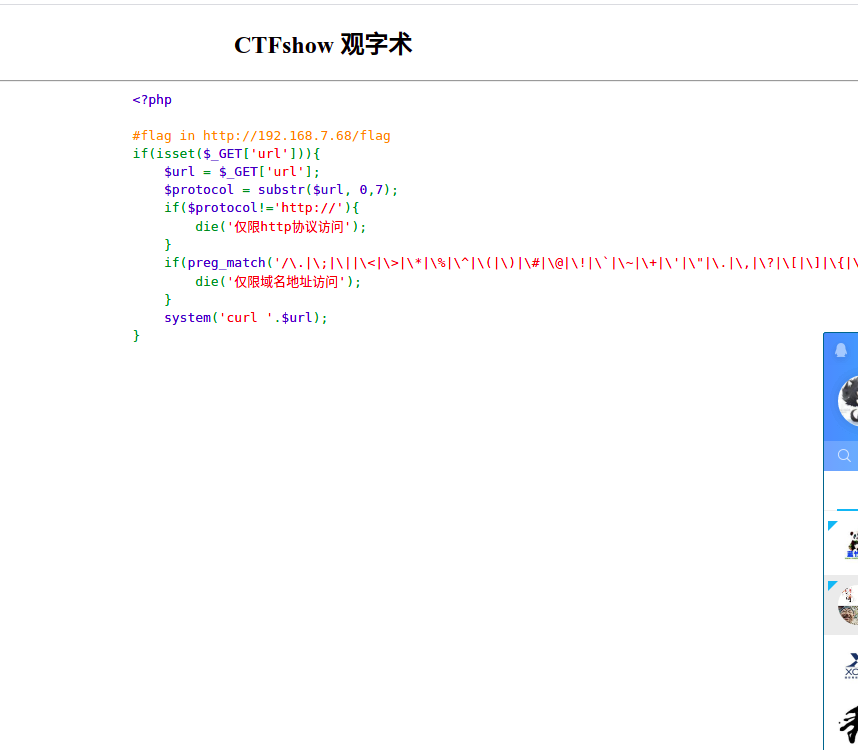 CTFshow 观字术
<?php
#flag in http://192.168.7.68/flag
if(isset($_GET['url'])){
    $url = $_GET['url'];
    $protocol = substr($url, 0,7);
    if($protocol!='http://'){
        die('仅限http协议访问');
    }
    if(preg_match('/\.|\;|\||\<|\>|\*|\%|\^|\(|\)|\#|\@|\!|\`|\~|\+|\'|\"|\.|\,|\?|\[|\]|\{|\
        die('仅限域名地址访问');
    }
    system('curl '.$url);
}